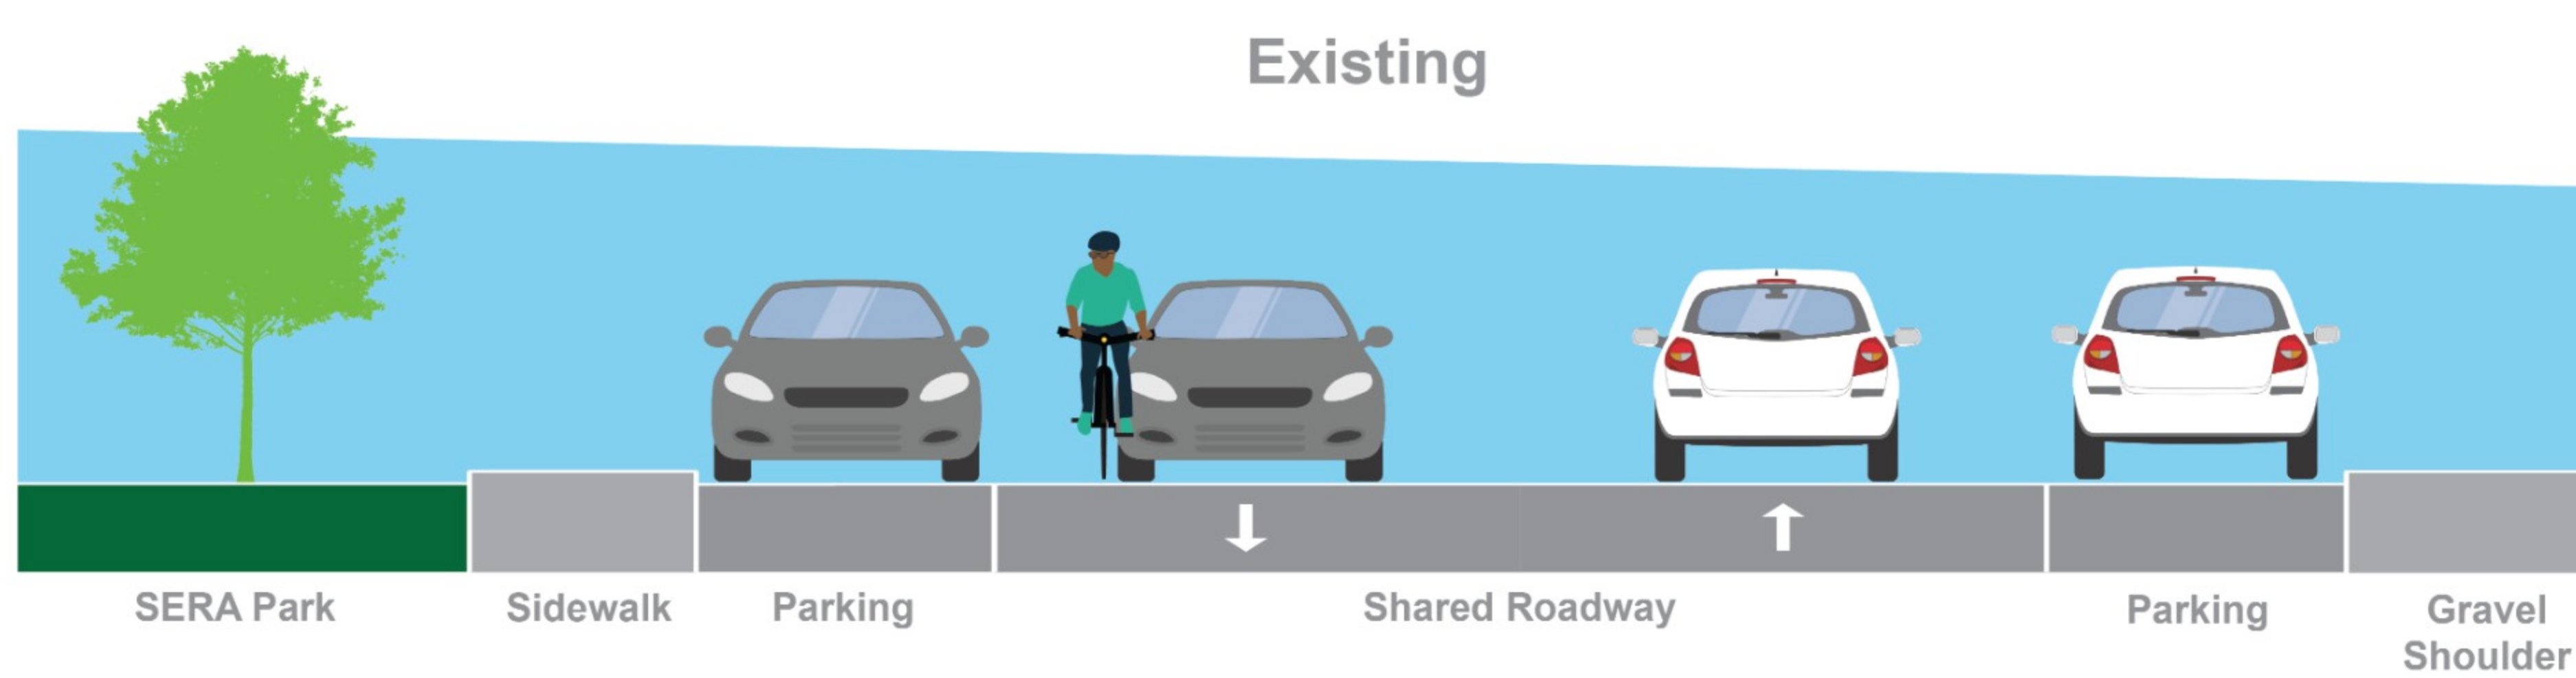 Existing
SERA Park
Sidewalk
Parking
Shared Roadway
Parking
Gravel
Shoulder